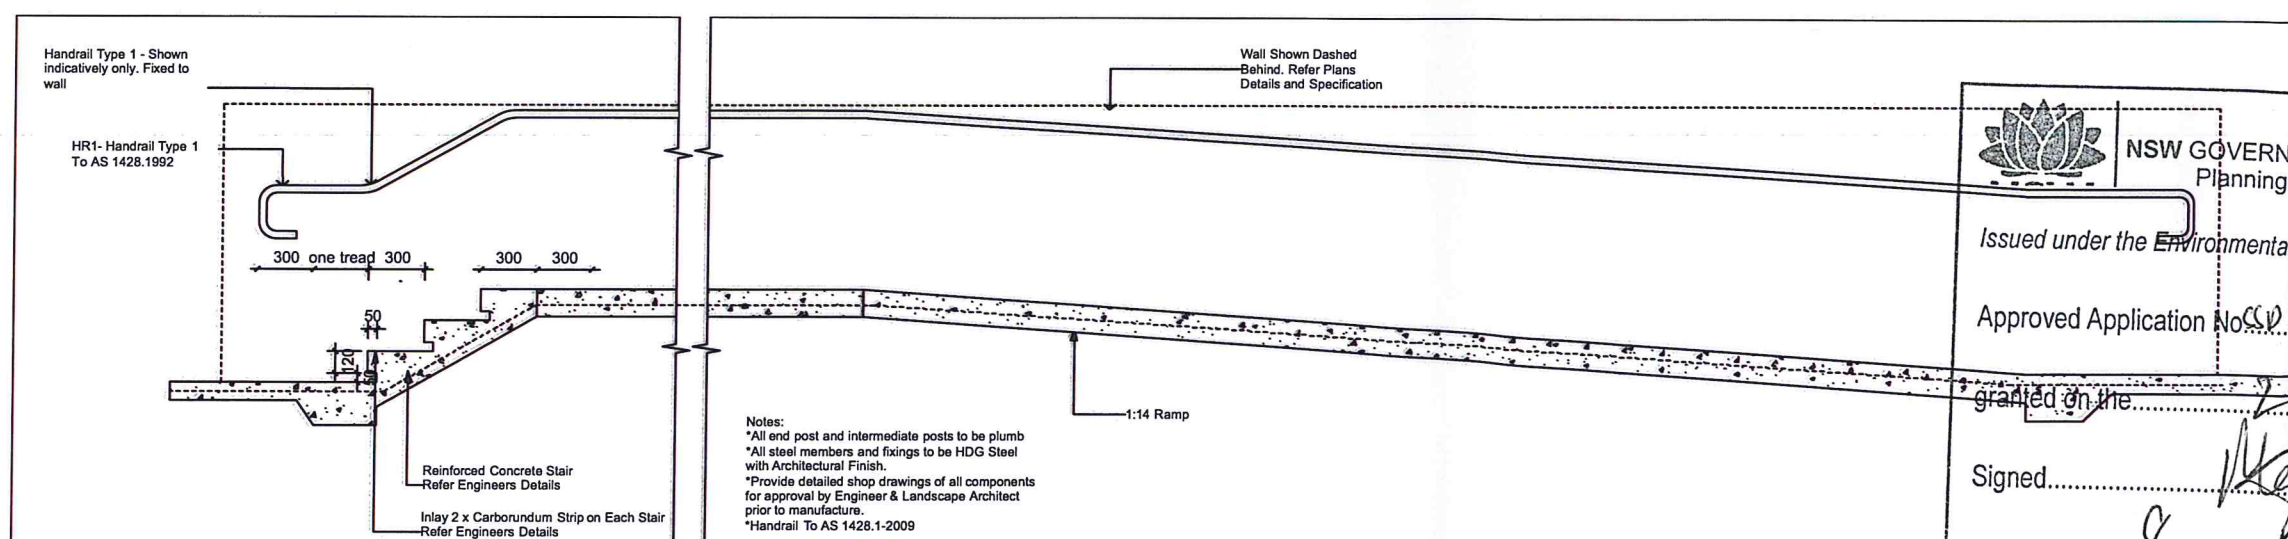 Handrail Type 1 - Shown
indicatively only. Fixed to
wall
HR1- Handrail Type 1
To AS 1428.1992
Wall Shown Dashed
Behind. Refer Plans
Details and Specification
300 one tread 300
300 300
50
120
50
1:14 Ramp
Reinforced Concrete Stair
Refer Engineers Details
Inlay 2 x Carborundum Strip on Each Stair
Refer Engineers Details
Notes:
*All end post and intermediate posts to be plumb
*All steel members and fixings to be HDG Steel
with Architectural Finish.
*Provide detailed shop drawings of all components
for approval by Engineer & Landscape Architect
prior to manufacture.
*Handrail To AS 1428.1-2009
NSW GOVERN
Planning
Issued under the Environmenta
Approved Application No
granted on the
Signed